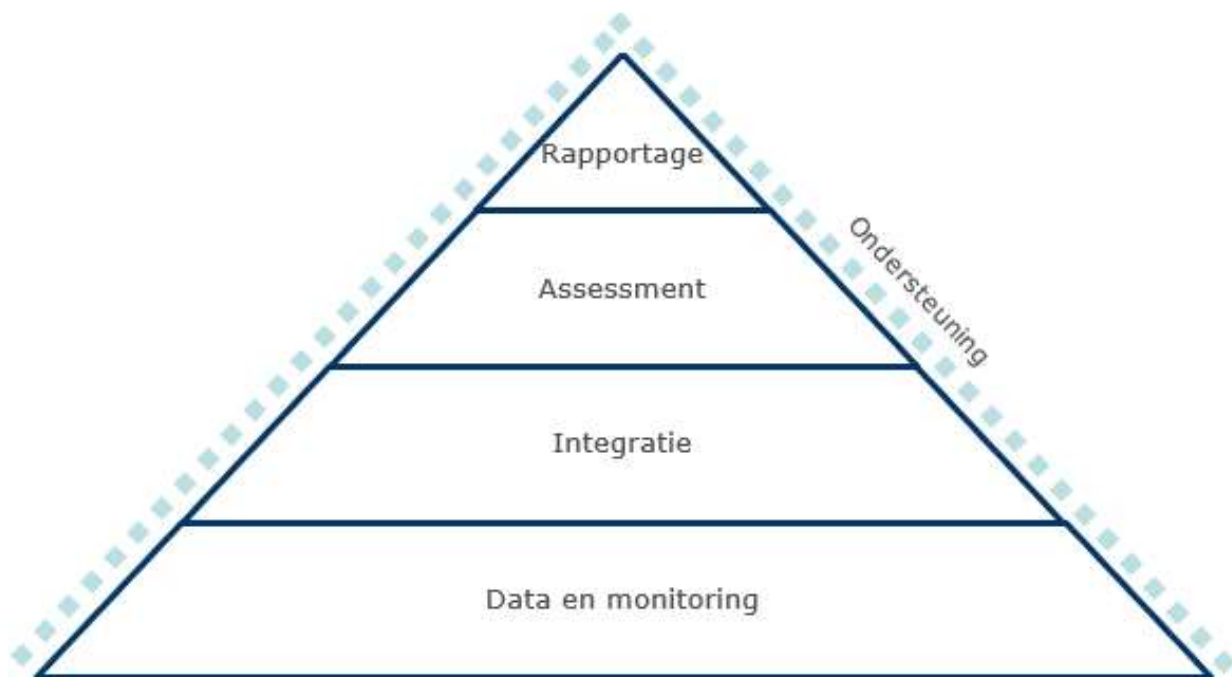 Rapportage
Ondersteuning
Assessment
Integratie
Data en monitoring